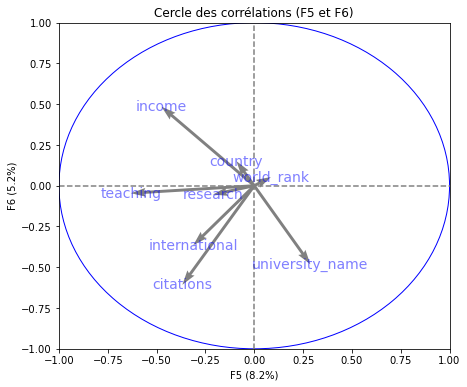 Cercle des corrélations (F5 et F6)
1.00
0.75
0.50
0.25
0.00
−0.25
−0.50
−0.75
−1.00
F6 (5.2%)
income
country
world_rank
teaching
research
international
university_name
citations
−1.00 −0.75 −0.50 −0.25 0.00 0.25 0.50 0.75 1.00
F5 (8.2%)